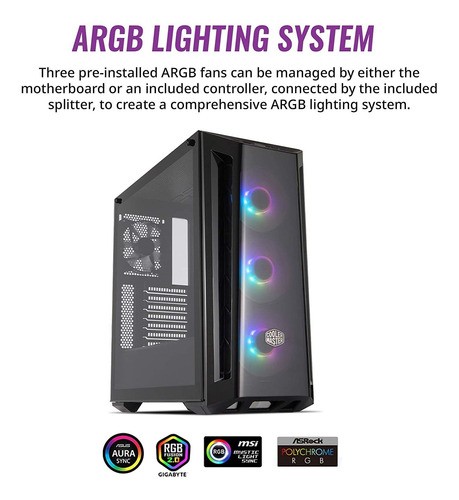 ARGB LIGHTING SYSTEM
Three pre-installed ARGB fans can be managed by either the
motherboard or an included controller, connected by the included
splitter, to create a comprehensive ARGB lighting system.
COOLER
MASTER
ASUS
AURA
SYNC
RGB
FUSION
2.0
GIGABYTE
RGB
msi
MYSTIC
LIGHT
SYNC
ASRock
POLYCHROME
RGB